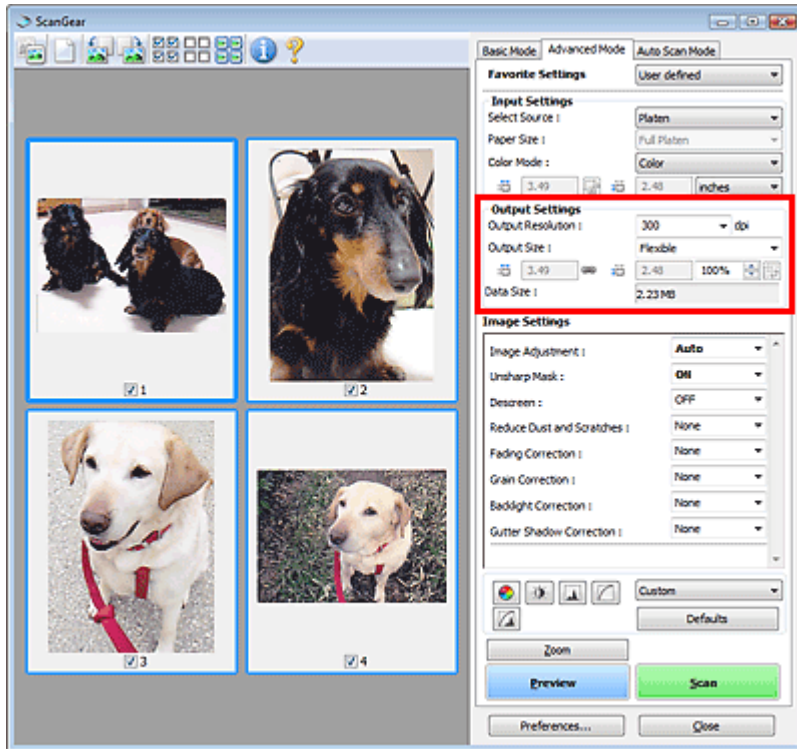 ScanGear
Basic Mode Advanced Mode Auto Scan Mode
Favorite Settings User defined
Input Settings
Select Source : Platen
Paper Size : Full Platen
Color Mode : Color
3.49 2.48 inches
Output Settings
Output Resolution : 300 dpi
Output Size : Flexible
3.49 2.48 100%
Data Size : 2.23 MB
Image Settings
Image Adjustment : Auto
Unsharp Mask : ON
Descreen : OFF
Reduce Dust and Scratches : None
Fading Correction : None
Grain Correction : None
Backlight Correction : None
Gutter Shadow Correction : None
Custom
Defaults
Zoom
Preview Scan
Preferences... Close
1
2
3
4